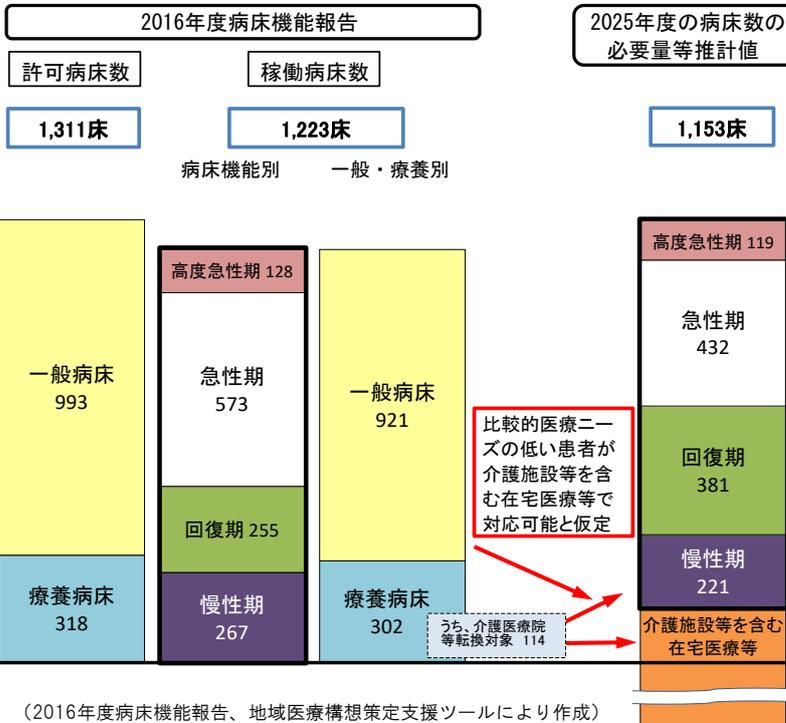 2016年度病床機能報告
2025年度の病床数の
必要量等推計値
許可病床数
稼働病床数
1,311床
1,223床
1,153床
病床機能別
一般・療養別
一般病床
993
療養病床
318
高度急性期 128
急性期
573
回復期 255
慢性期
267
一般病床
921
療養病床
302
うち、介護医療院
等転換対象 114
比較的医療ニー
ズの低い患者が
介護施設等を含
む在宅医療等で
対応可能と仮定
高度急性期 119
急性期
432
回復期
381
慢性期
221
介護施設等を含む
在宅医療等
（2016年度病床機能報告、地域医療構想策定支援ツールにより作成）